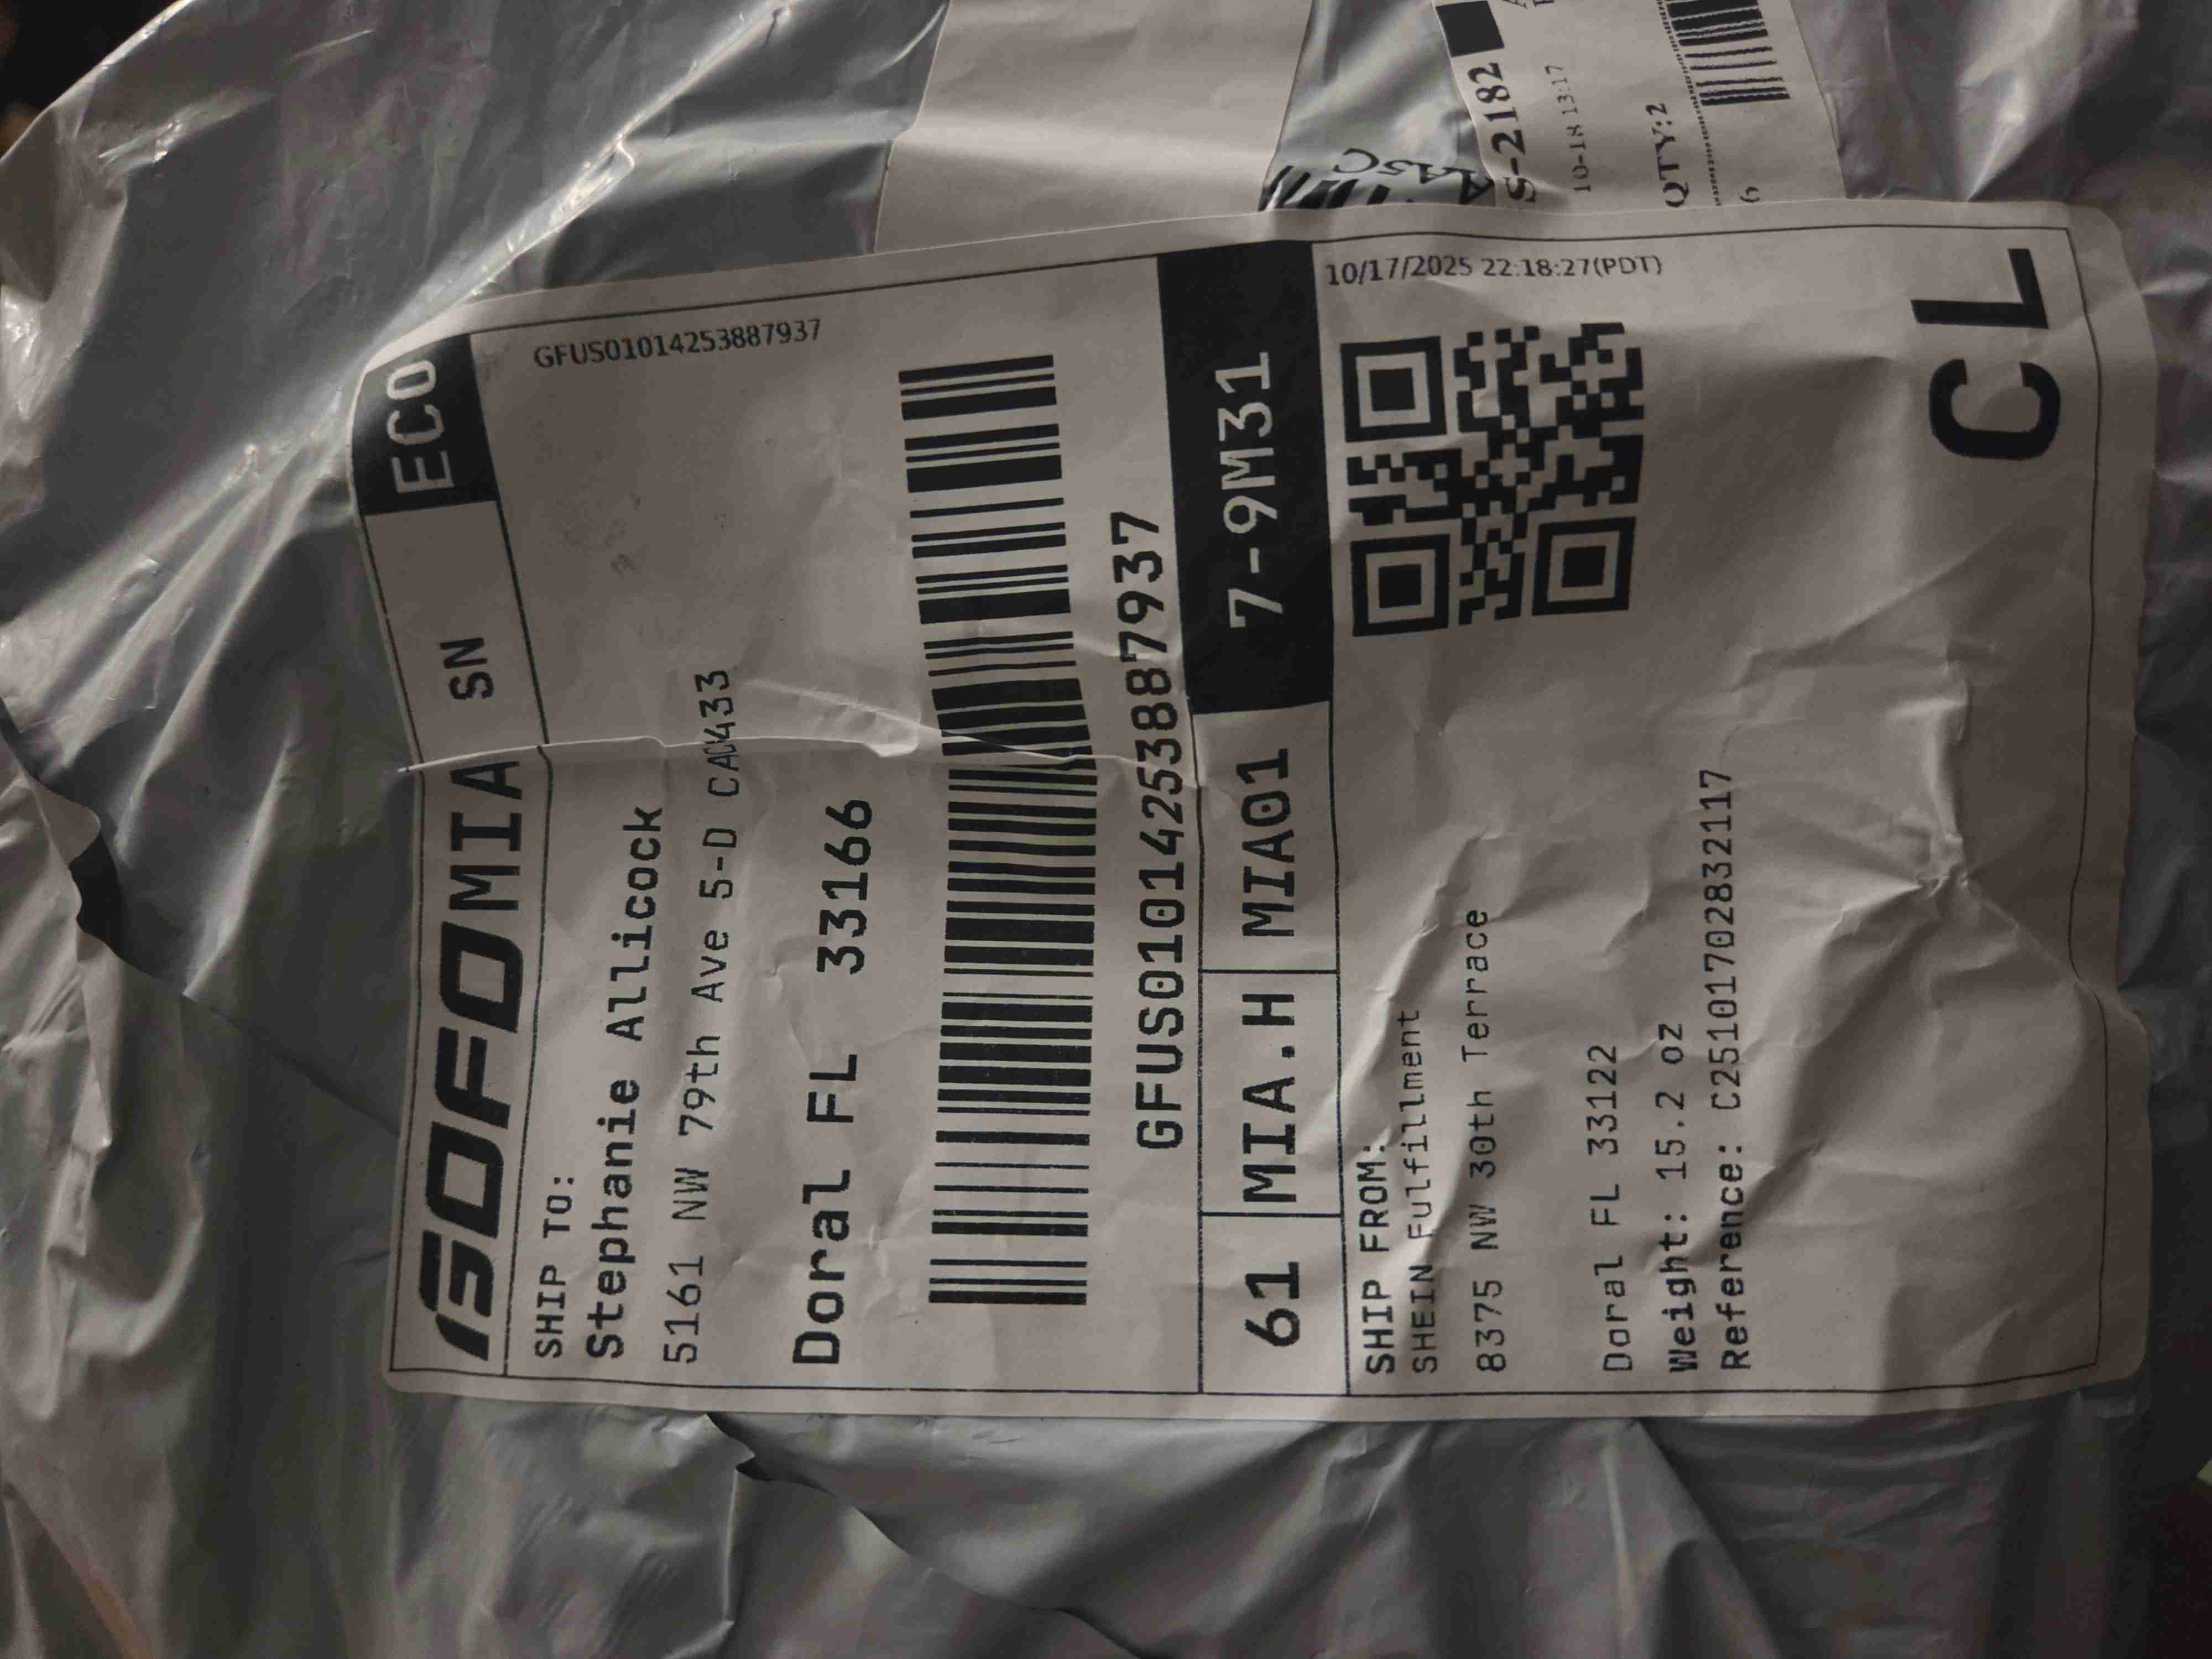 GOFO MIA SN ECO
GFUS01014253887937
SHIP TO:
Stephanie Allicock
5161 NW 79th Ave 5-D CAC433
Doral FL 33166
GFUS01014253887937
61 MIA.H MIA01 7-9M31
10/17/2025 22:18:27(PDT)
SHIP FROM:
SHEIN Fulfillment
8375 NW 30th Terrace
Doral FL 33122
Weight: 15.2 oz
Reference: C25101702832117
CL
S-2182
10-18 13:17
QTY:2
6